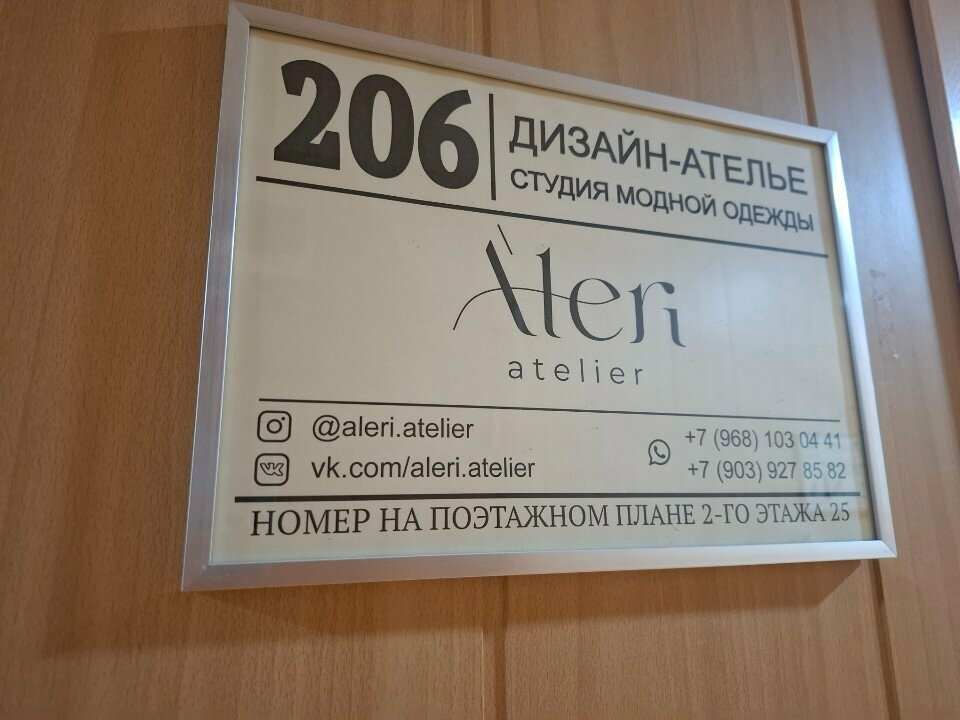 206
ДИЗАЙН-АТЕЛЬЕ
СТУДИЯ МОДНОЙ ОДЕЖДЫ
Àleri
atelier
@aleri.atelier
vk.com/aleri.atelier
+7 (968) 103 04 41
+7 (903) 927 85 82
НОМЕР НА ПОЭТАЖНОМ ПЛАНЕ 2-ГО ЭТАЖА 25